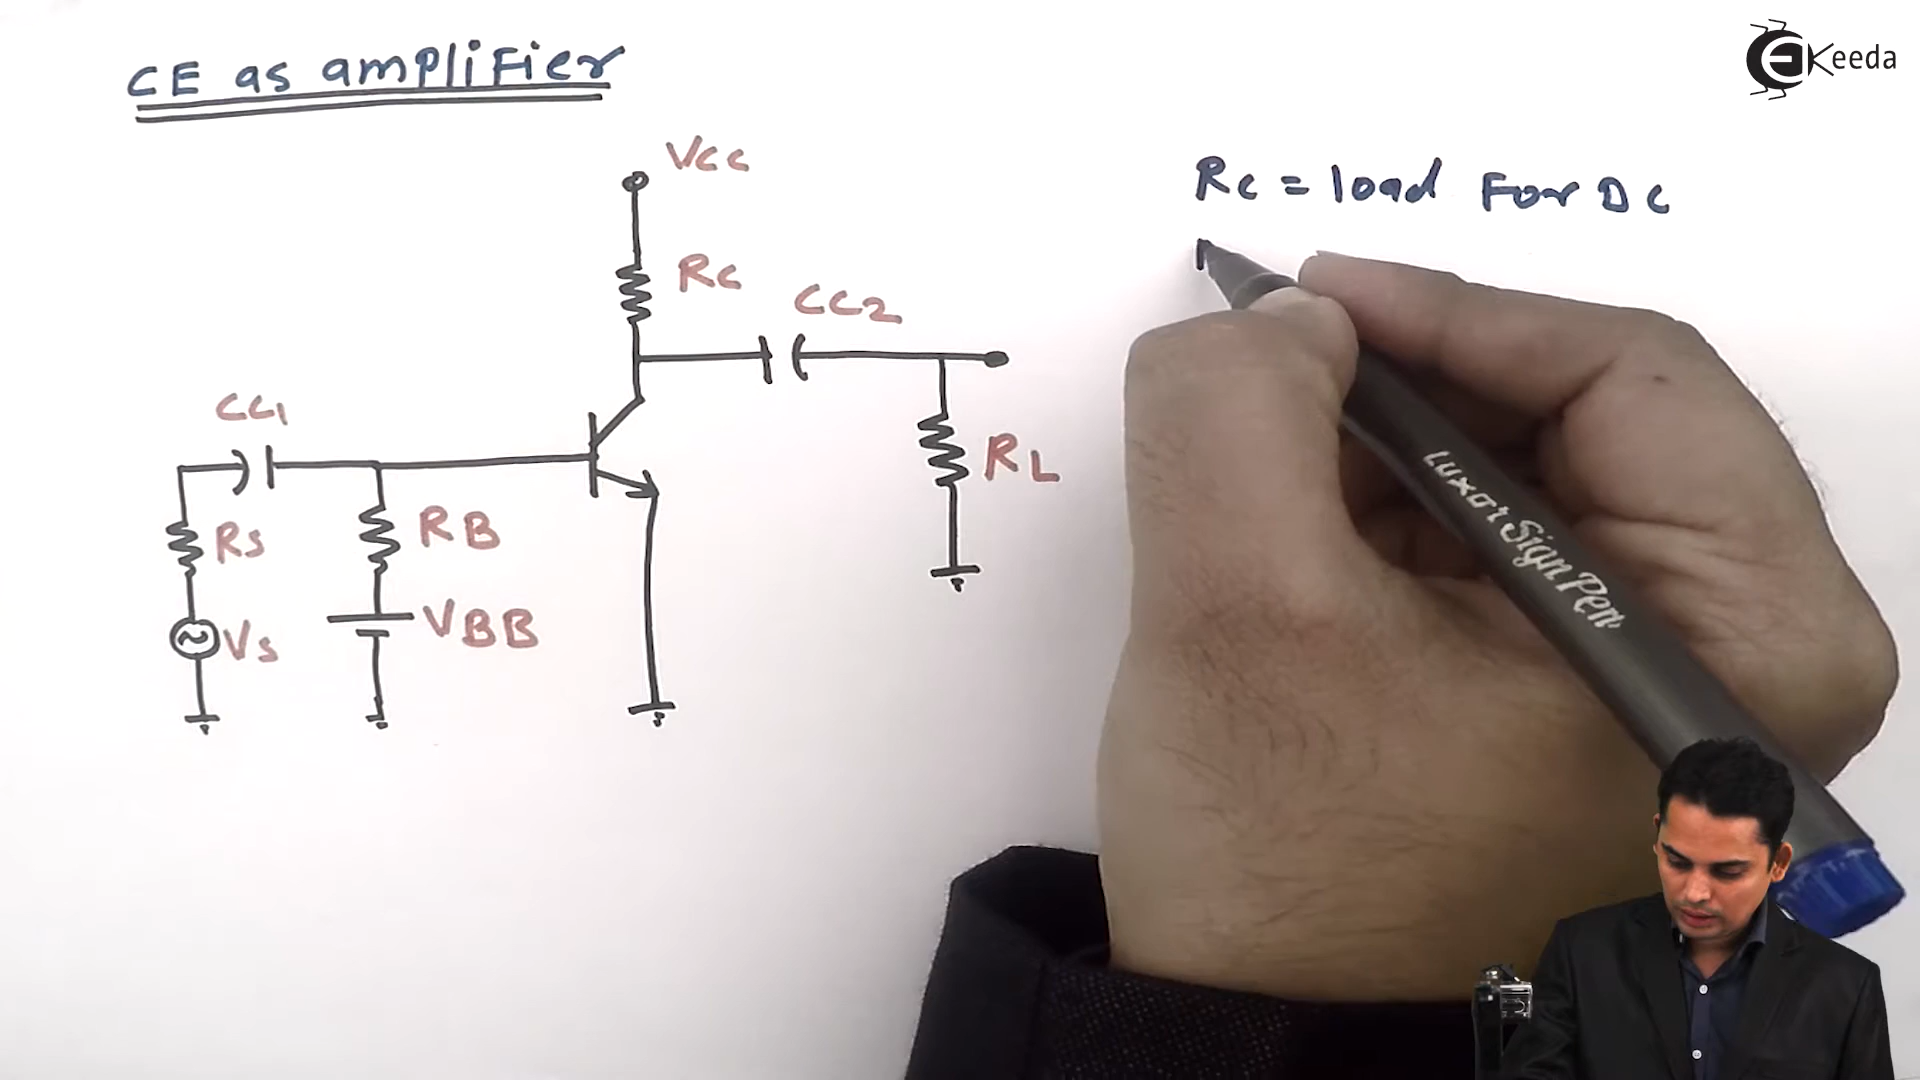 CE as amplifier
EKeeda
VCC
RC = load For DC
RC
CC2
CC1
RL
RS
RB
VS
VBB
Luxor Sign Pen